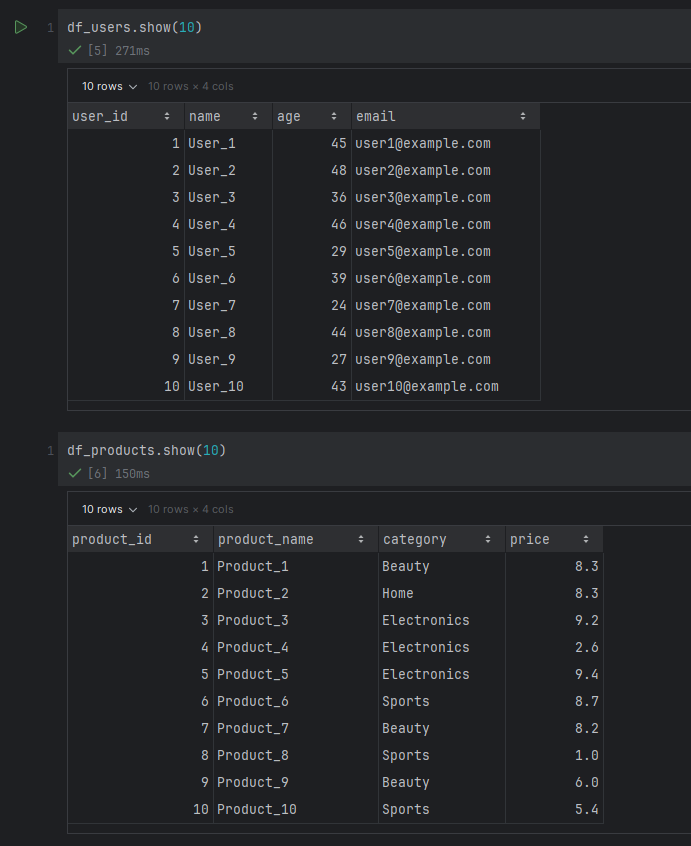 1 df_users.show(10)
[5] 271ms
10 rows 10 rows × 4 cols
user_id name age email
1 User_1 45 user1@example.com
2 User_2 48 user2@example.com
3 User_3 36 user3@example.com
4 User_4 46 user4@example.com
5 User_5 29 user5@example.com
6 User_6 39 user6@example.com
7 User_7 24 user7@example.com
8 User_8 44 user8@example.com
9 User_9 27 user9@example.com
10 User_10 43 user10@example.com
1 df_products.show(10)
[6] 150ms
10 rows 10 rows × 4 cols
product_id product_name category price
1 Product_1 Beauty 8.3
2 Product_2 Home 8.3
3 Product_3 Electronics 9.2
4 Product_4 Electronics 2.6
5 Product_5 Electronics 9.4
6 Product_6 Sports 8.7
7 Product_7 Beauty 8.2
8 Product_8 Sports 1.0
9 Product_9 Beauty 6.0
10 Product_10 Sports 5.4